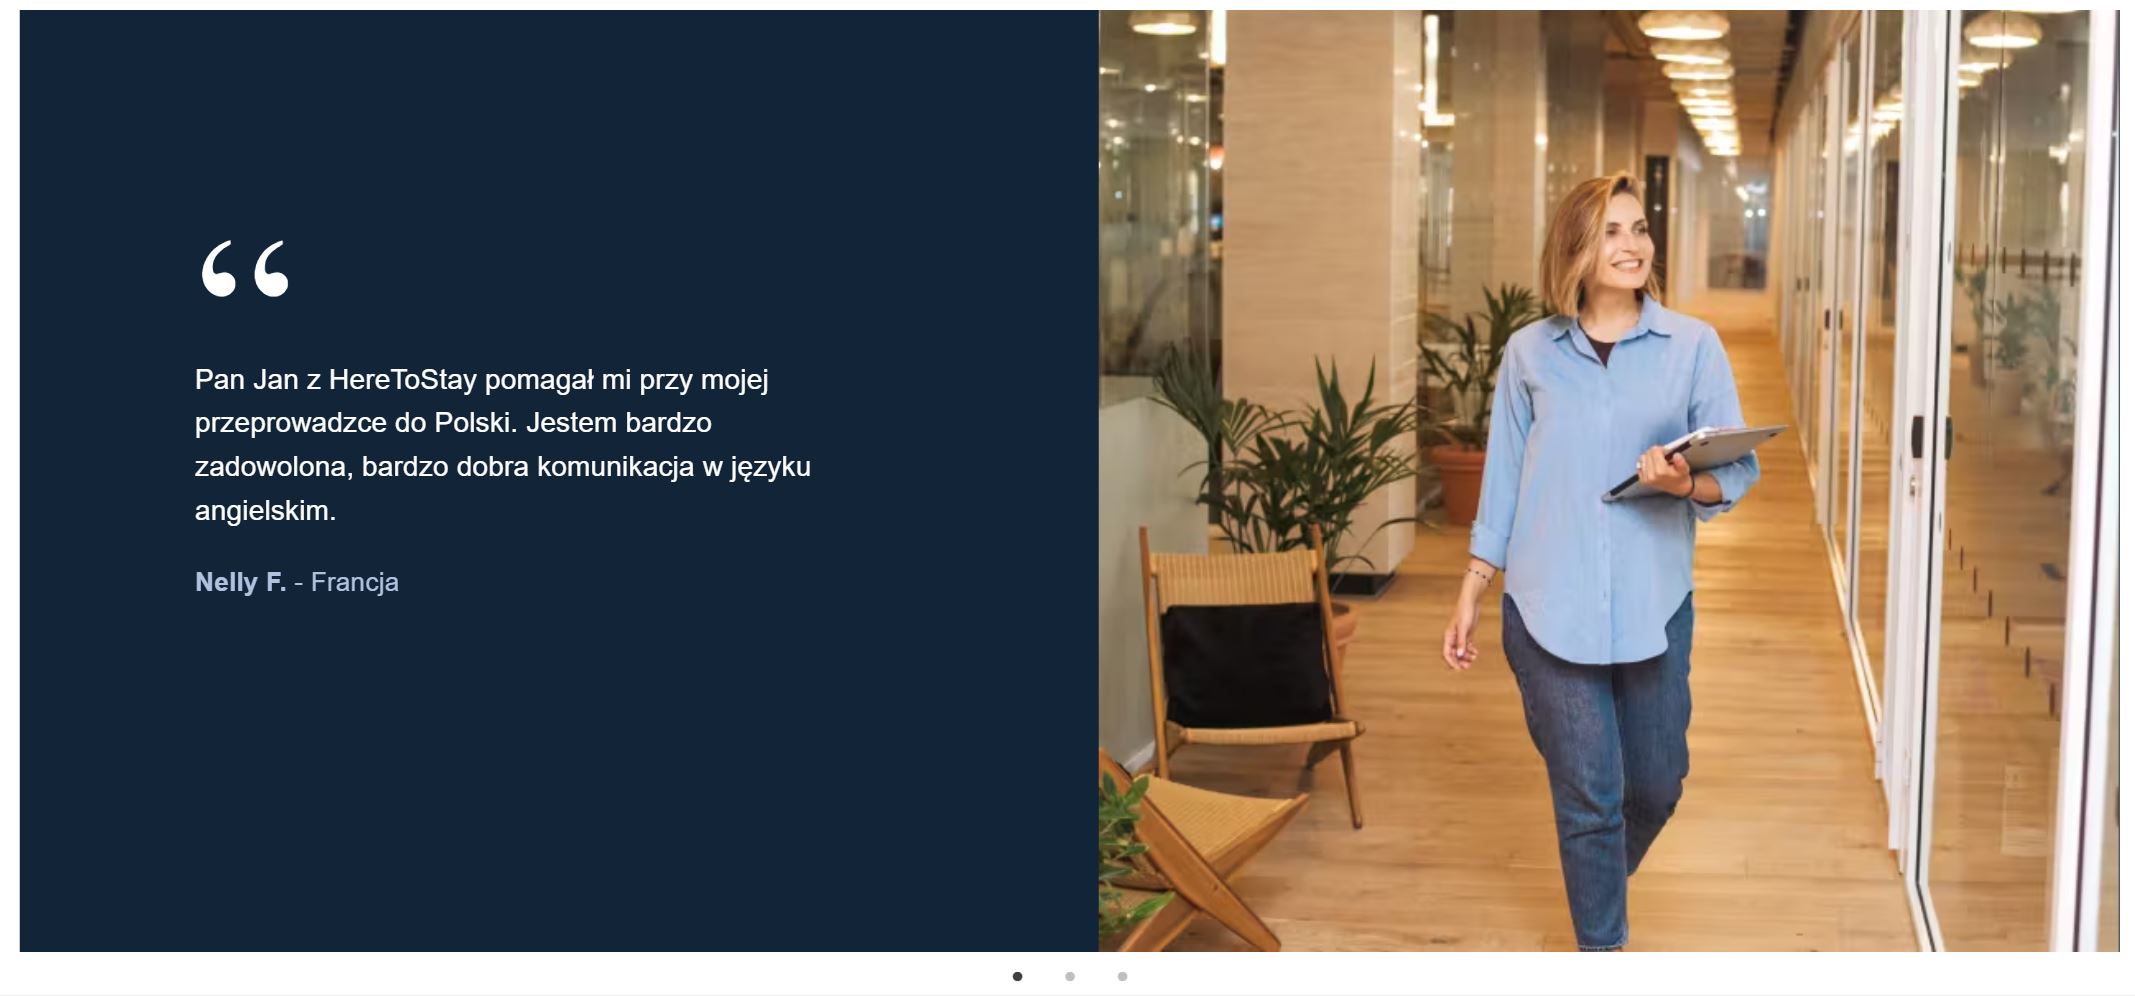 “
Pan Jan z HereToStay pomagał mi przy mojej
przeprowadzce do Polski. Jestem bardzo
zadowolona, bardzo dobra komunikacja w języku
angielskim.
Nelly F. - Francja